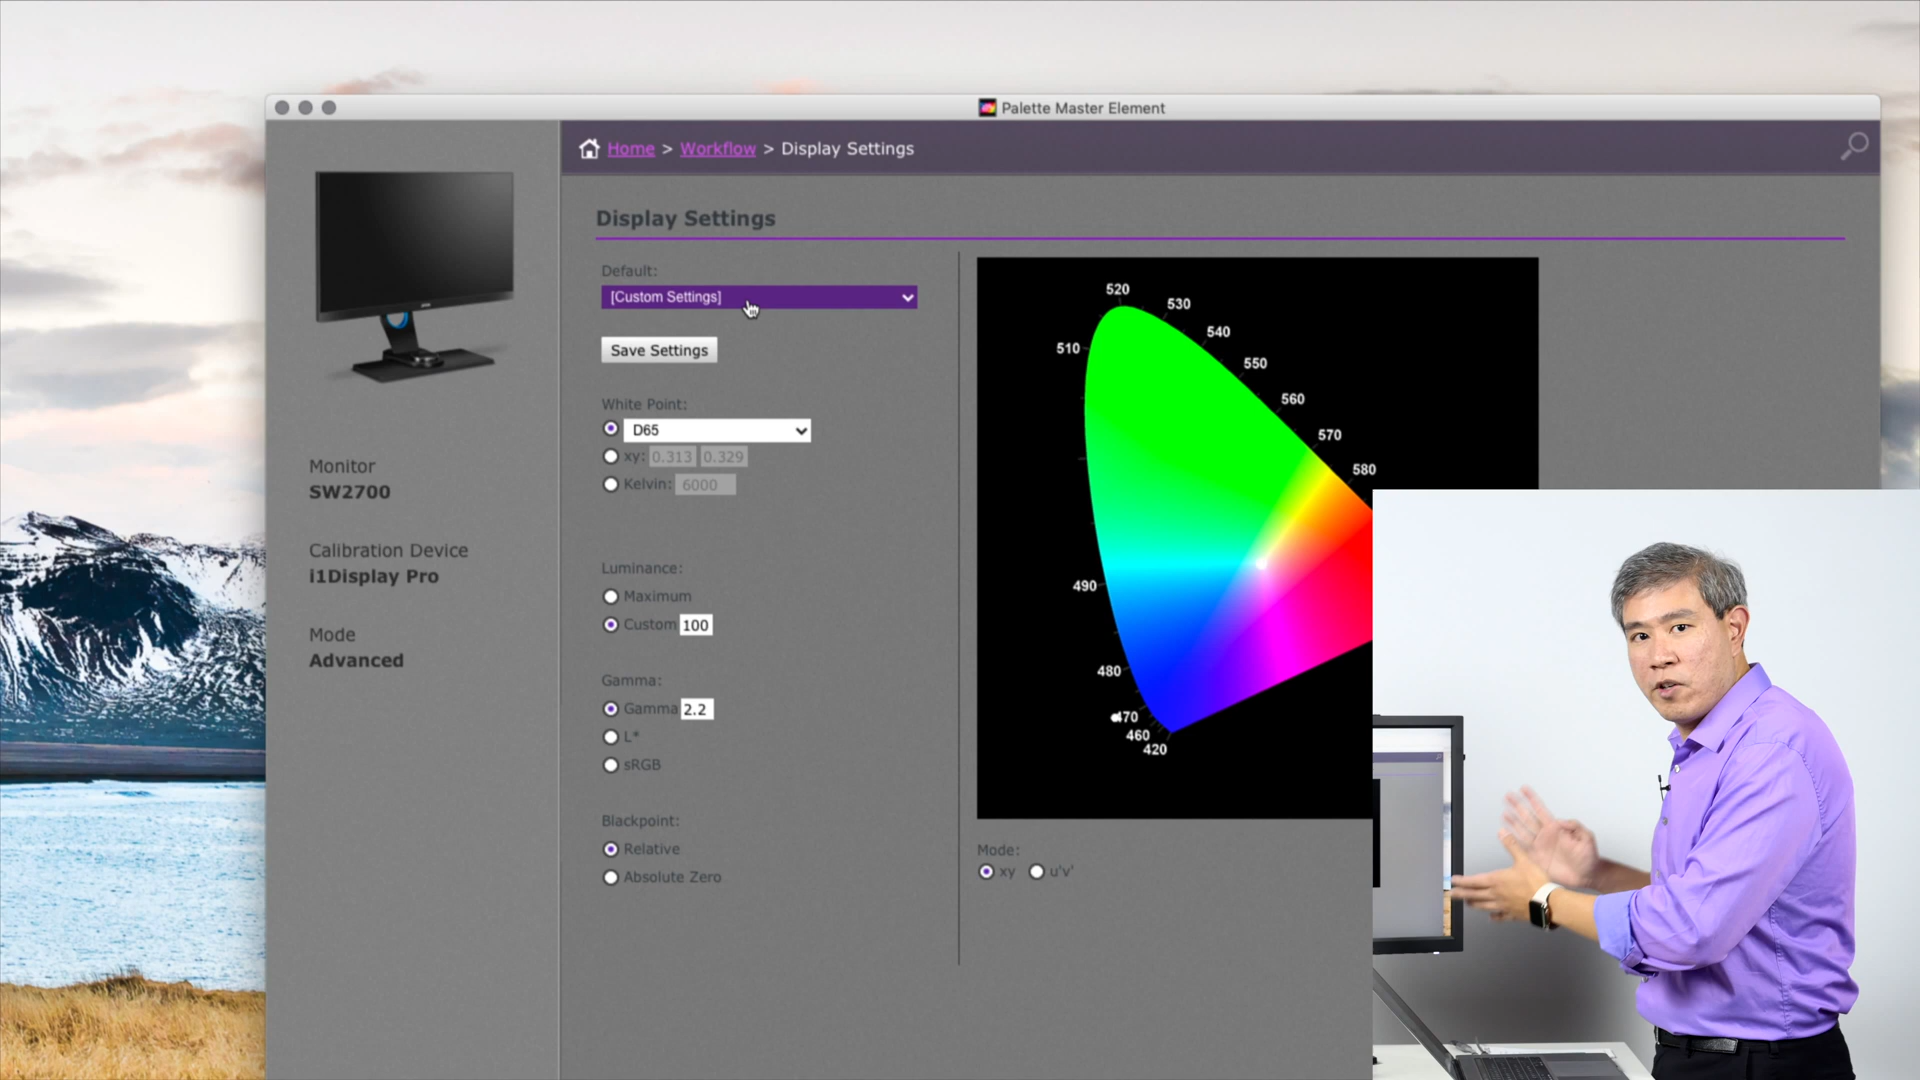 Palette Master Element
Home > Workflow > Display Settings
Display Settings
Default:
[Custom Settings]
Save Settings
White Point:
D65
xy: 0.313 0.329
Kelvin: 6000
Luminance:
Maximum
Custom 100
Gamma:
Gamma 2.2
L*
sRGB
Blackpoint:
Relative
Absolute Zero
Monitor
SW2700
Calibration Device
i1Display Pro
Mode
Advanced
520
530
540
510
550
560
570
580
490
480
470
460
420
Mode:
xy u'v'